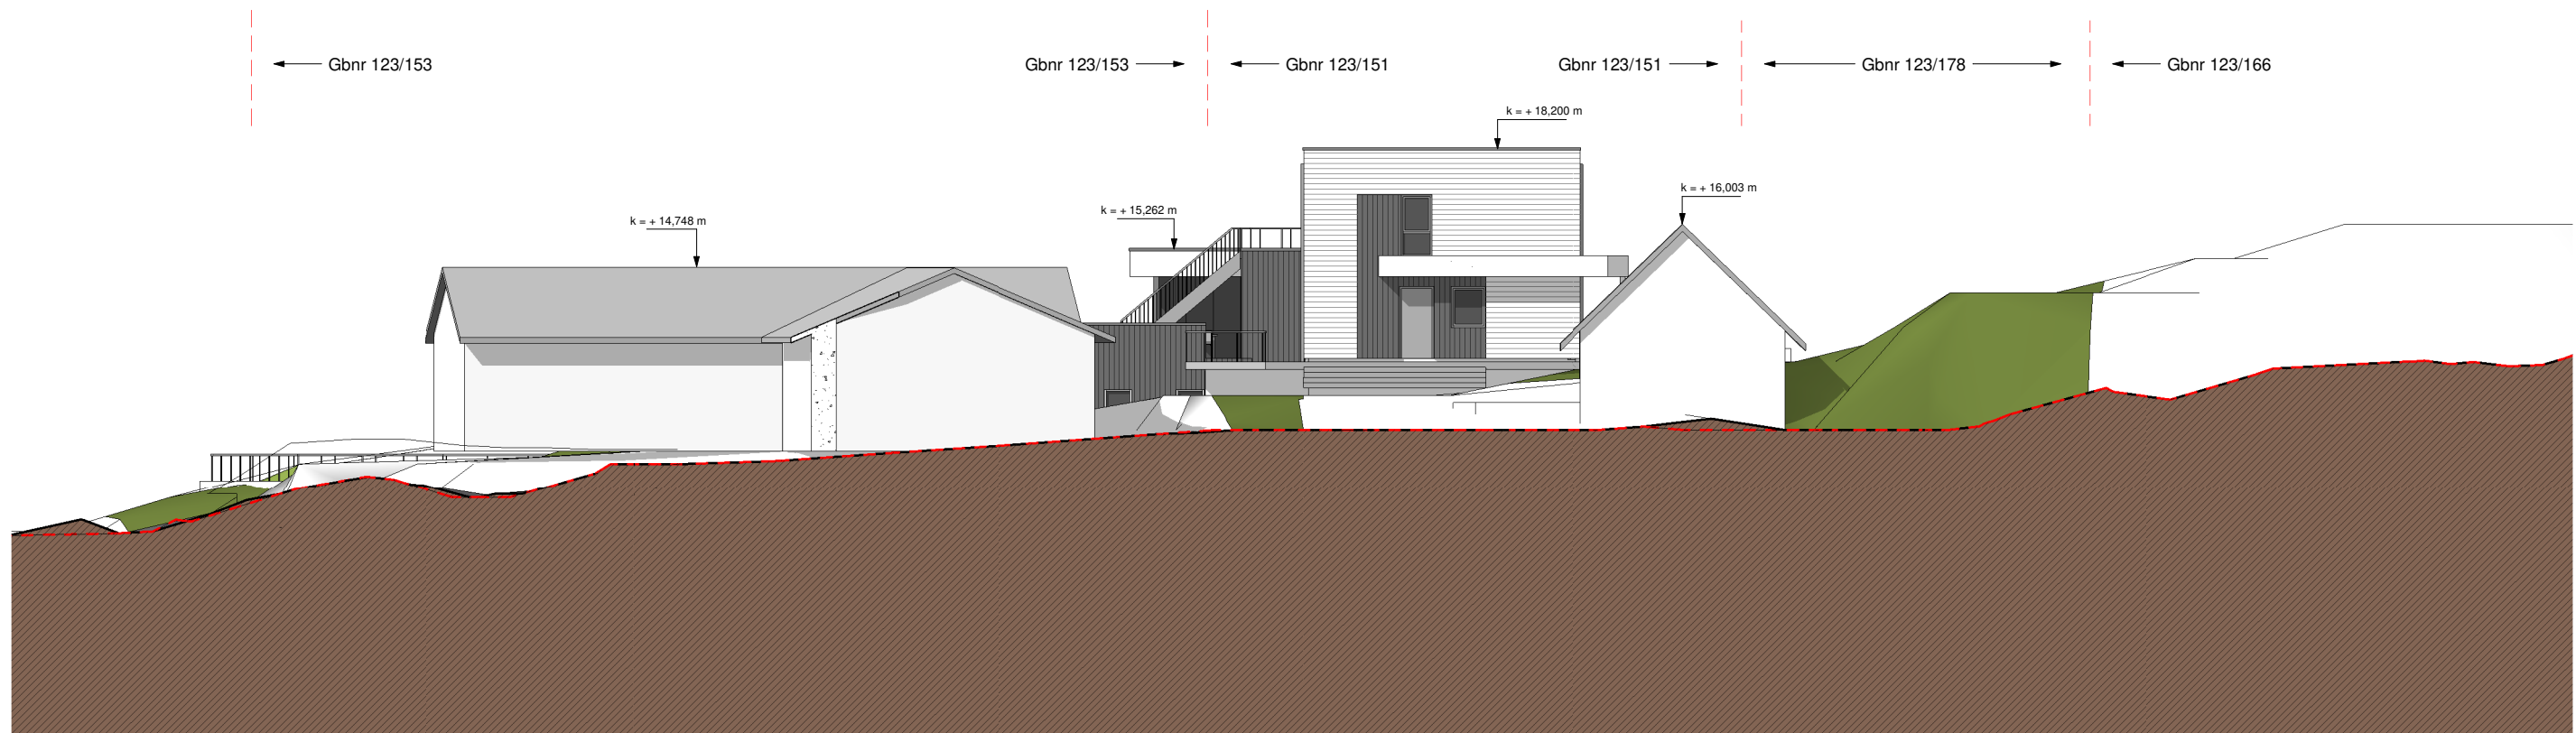 Gbnr 123/153
Gbnr 123/153
Gbnr 123/151
Gbnr 123/151
Gbnr 123/178
Gbnr 123/166
k = + 18,200 m
k = + 16,003 m
k = + 15,262 m
k = + 14,748 m